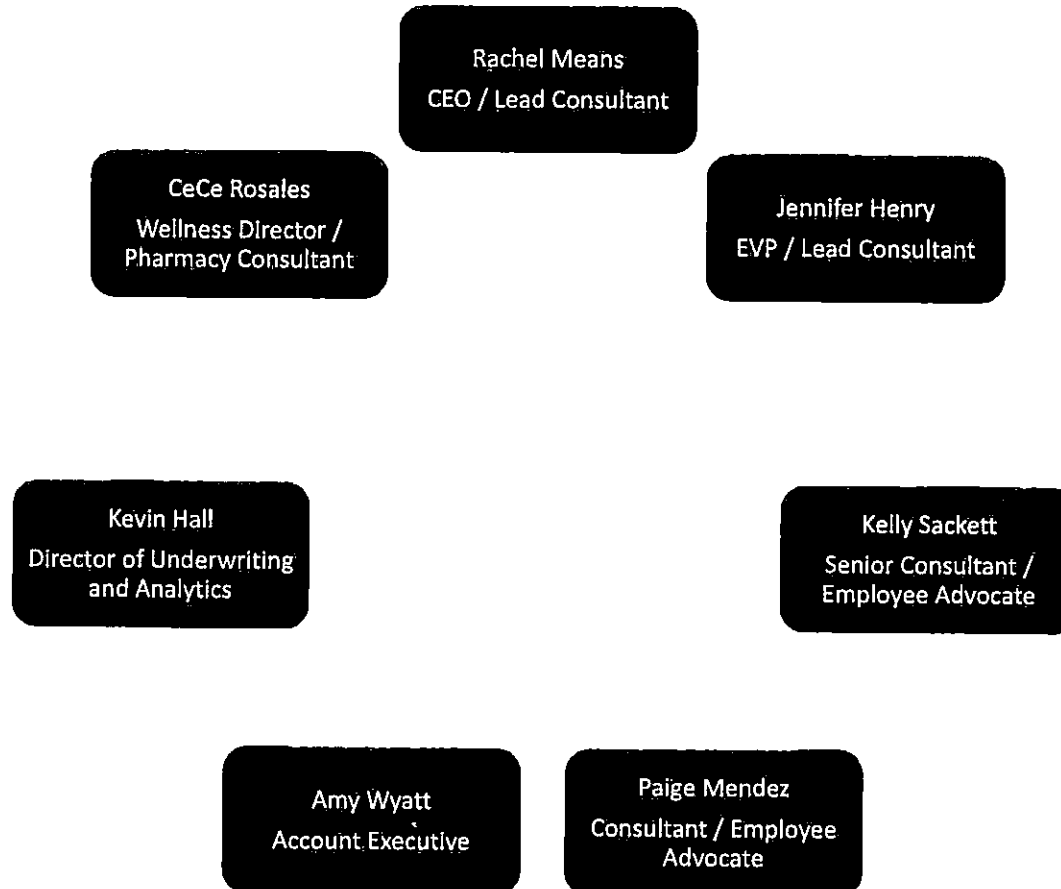 Rachel Means
CEO / Lead Consultant
CeCe Rosales
Wellness Director /
Pharmacy Consultant
Jennifer Henry
EVP / Lead Consultant
Kevin Hall
Director of Underwriting
and Analytics
Kelly Sackett
Senior Consultant /
Employee Advocate
Amy Wyatt
Account Executive
Paige Mendez
Consultant / Employee
Advocate